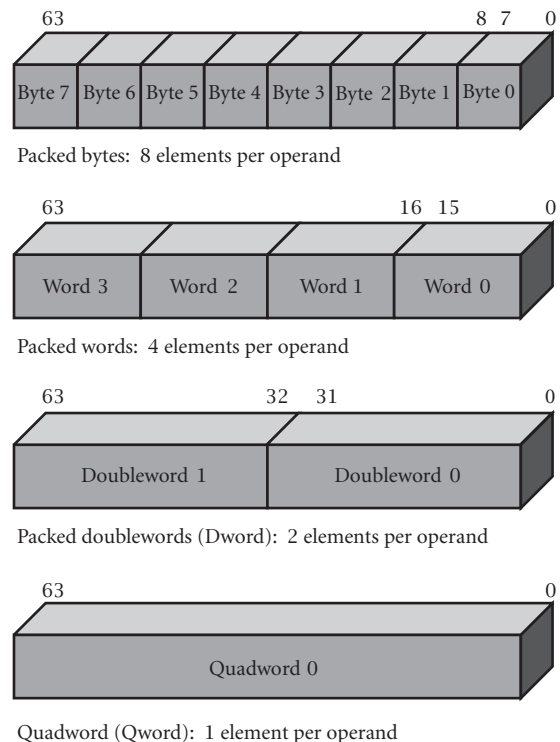 63 8 7 0
Byte 7 Byte 6 Byte 5 Byte 4 Byte 3 Byte 2 Byte 1 Byte 0
Packed bytes: 8 elements per operand
63 16 15 0
Word 3 Word 2 Word 1 Word 0
Packed words: 4 elements per operand
63 32 31 0
Doubleword 1 Doubleword 0
Packed doublewords (Dword): 2 elements per operand
63 0
Quadword 0
Quadword (Qword): 1 element per operand